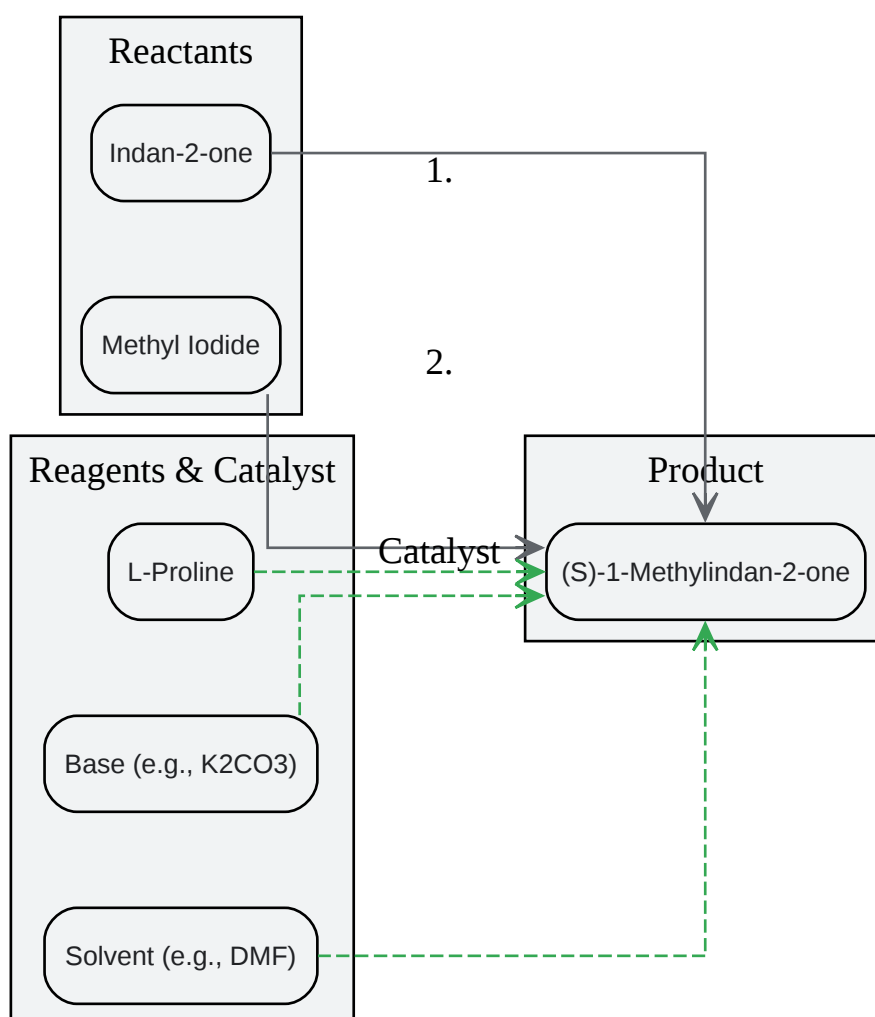 Reactants
Indan-2-one
1.
Methyl Iodide
2.
Reagents & Catalyst
Product
Catalyst
L-Proline
(S)-1-Methylindan-2-one
Base (e.g., K2CO3)
Solvent (e.g., DMF)